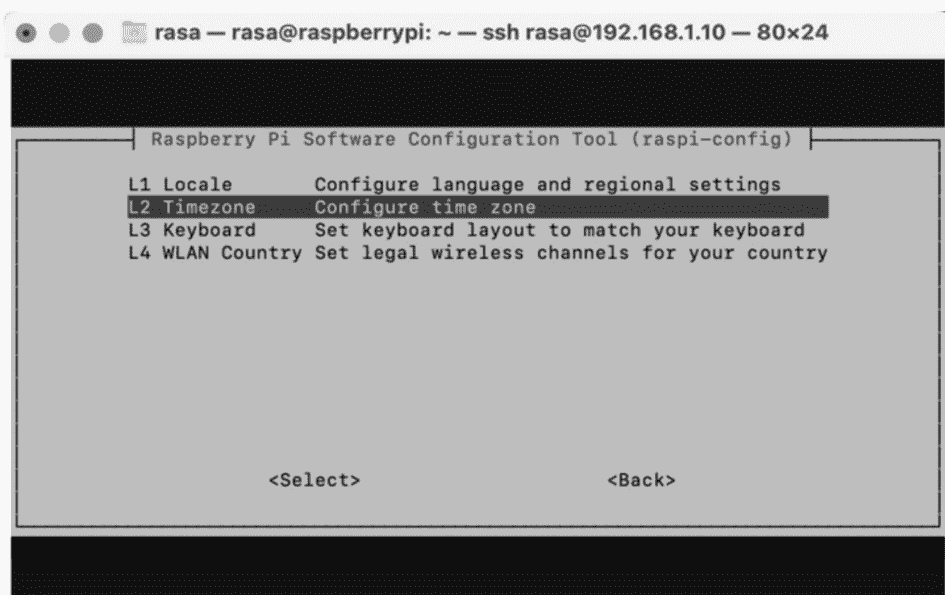 rasa — rasa@raspberrypi: ~ — ssh rasa@192.168.1.10 — 80×24
Raspberry Pi Software Configuration Tool (raspi-config)
L1 Locale Configure language and regional settings
L2 Timezone Configure time zone
L3 Keyboard Set keyboard layout to match your keyboard
L4 WLAN Country Set legal wireless channels for your country
<Select> <Back>